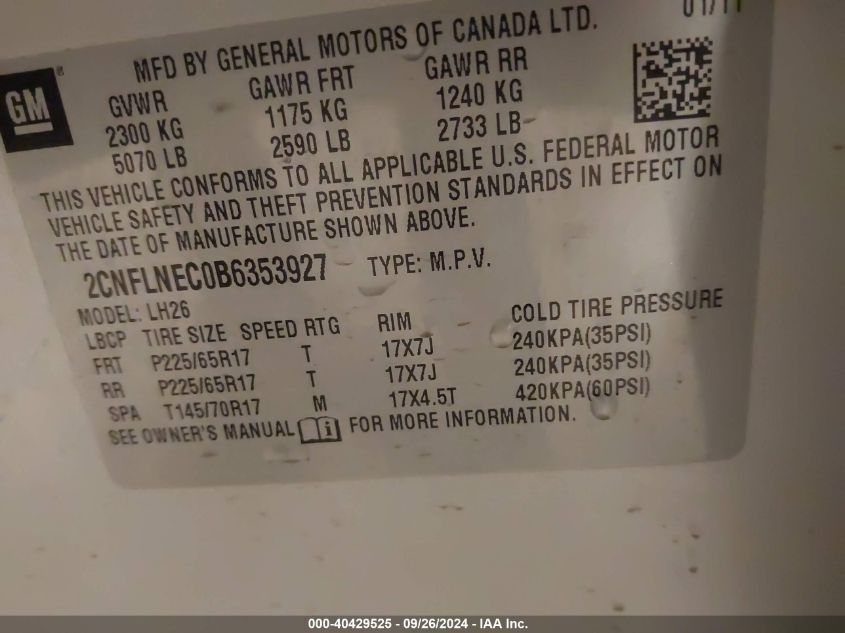 01/11
MFD BY GENERAL MOTORS OF CANADA LTD.
GM ®
GVWR GAWR FRT GAWR RR
2300 KG 1175 KG 1240 KG
5070 LB 2590 LB 2733 LB
THIS VEHICLE CONFORMS TO ALL APPLICABLE U.S. FEDERAL MOTOR
VEHICLE SAFETY AND THEFT PREVENTION STANDARDS IN EFFECT ON
THE DATE OF MANUFACTURE SHOWN ABOVE.
2CNFLNEC0B6353927 TYPE: M.P.V.
MODEL: LH26
LBCP TIRE SIZE SPEED RTG RIM COLD TIRE PRESSURE
FRT P225/65R17 T 17X7J 240KPA(35PSI)
RR P225/65R17 T 17X7J 240KPA(35PSI)
SPA T145/70R17 M 17X4.5T 420KPA(60PSI)
SEE OWNER'S MANUAL i FOR MORE INFORMATION.
000-40429525 - 09/26/2024 - IAA Inc.